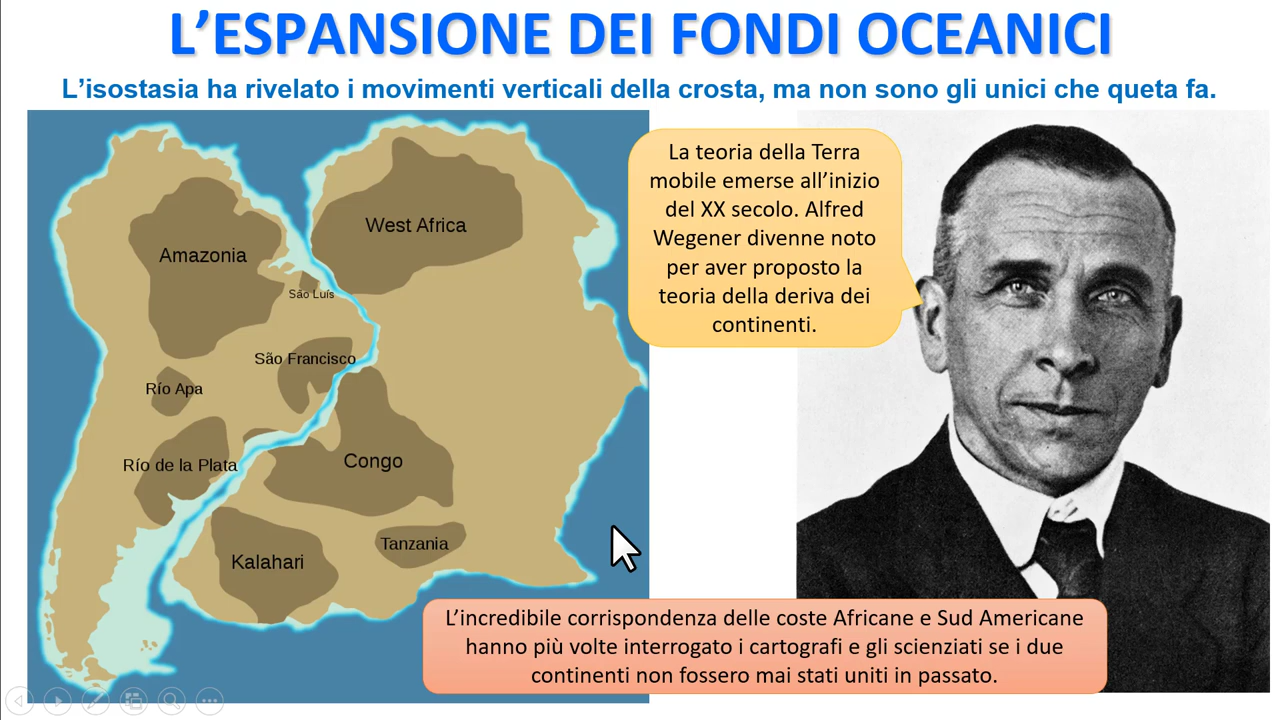 L’ESPANSIONE DEI FONDI OCEANICI
L’isostasia ha rivelato i movimenti verticali della crosta, ma non sono gli unici che queta fa.
La teoria della Terra
mobile emerse all’inizio
del XX secolo. Alfred
Wegener divenne noto
per aver proposto la
teoria della deriva dei
continenti.
West Africa
Amazonia
São Luís
São Francisco
Río Apa
Río de la Plata
Congo
Tanzania
Kalahari
L’incredibile corrispondenza delle coste Africane e Sud Americane
hanno più volte interrogato i cartografi e gli scienziati se i due
continenti non fossero mai stati uniti in passato.